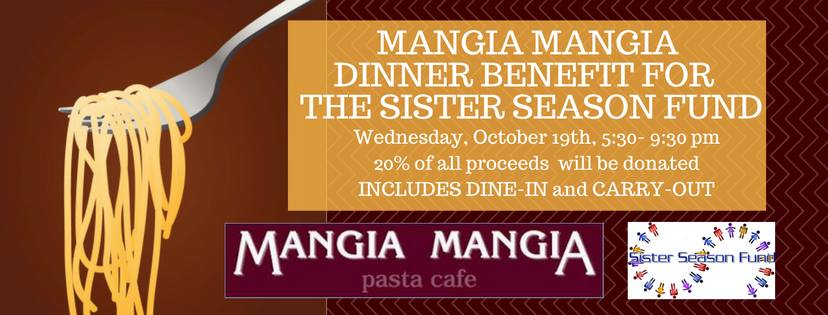 MANGIA MANGIA
DINNER BENEFIT FOR
THE SISTER SEASON FUND
Wednesday, October 19th, 5:30- 9:30 pm
20% of all proceeds will be donated
INCLUDES DINE-IN and CARRY-OUT
MANGIA MANGIA
pasta cafe
Sister Season Fund